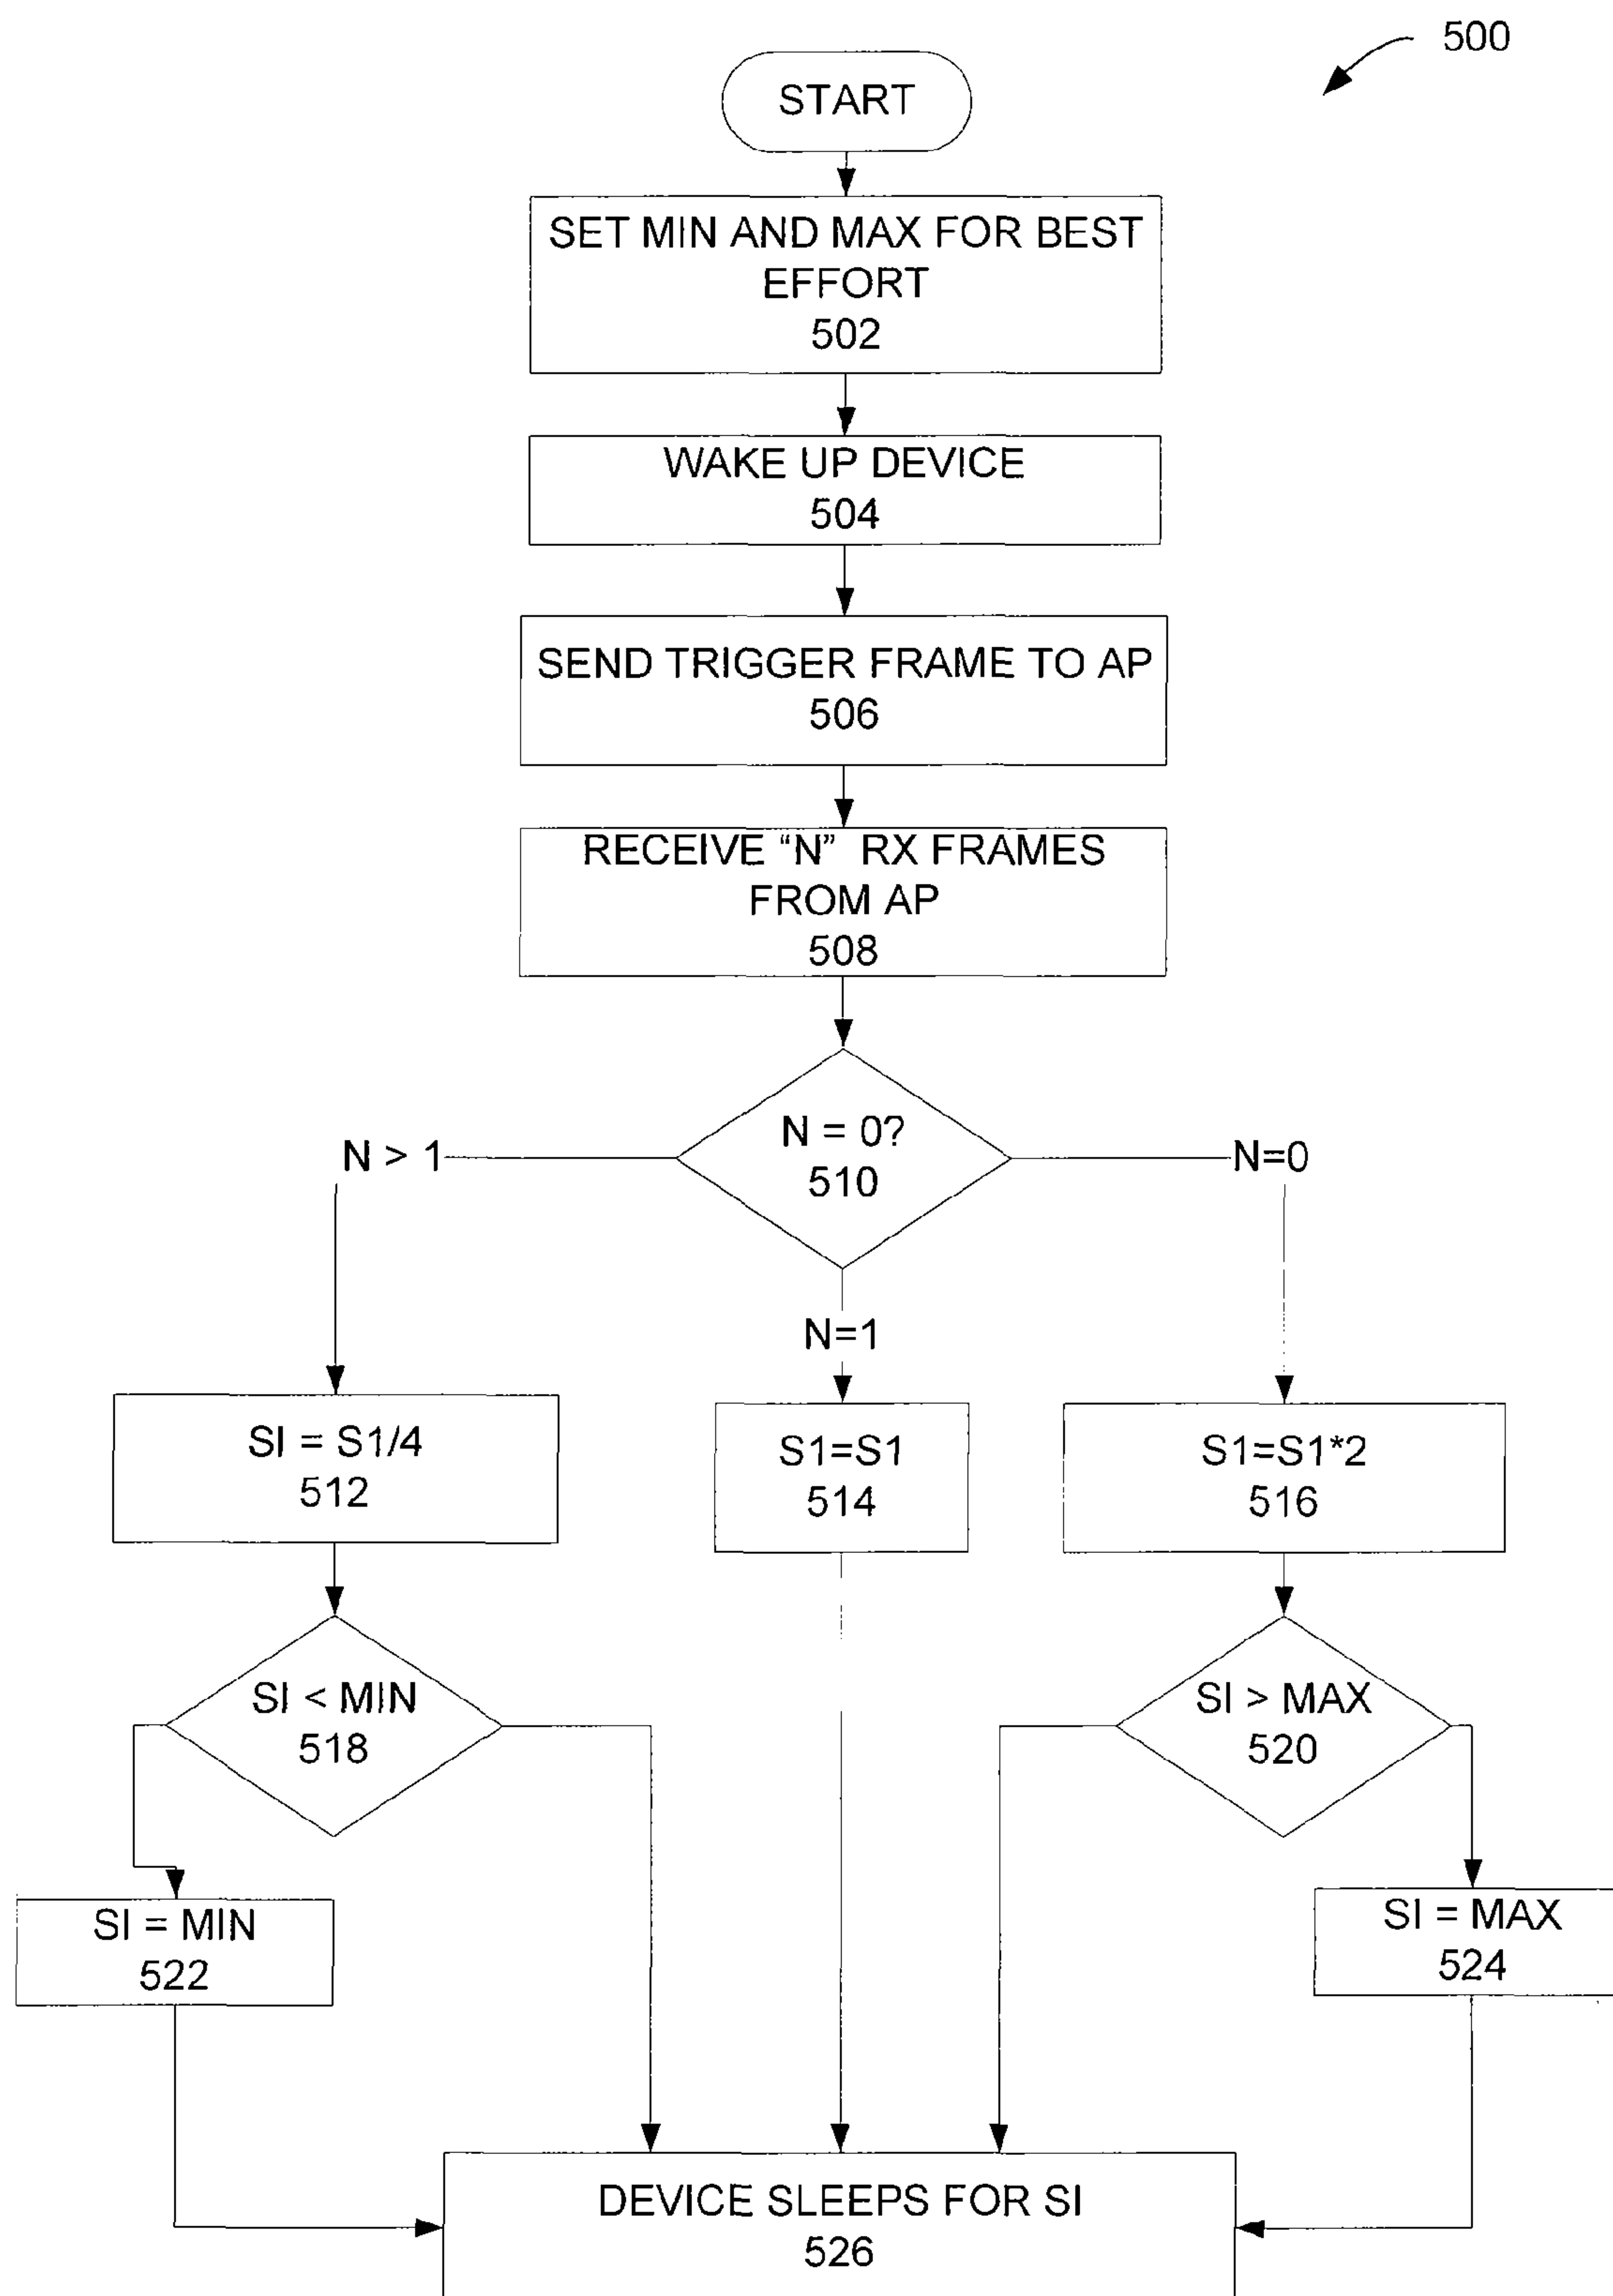 500
START
SET MIN AND MAX FOR BEST
EFFORT
502
WAKE UP DEVICE
504
SEND TRIGGER FRAME TO AP
506
RECEIVE “N” RX FRAMES
FROM AP
508
N = 0?
510
N > 1
N=0
N=1
SI = S1/4
512
S1=S1
514
S1=S1*2
516
SI < MIN
518
SI > MAX
520
SI = MIN
522
SI = MAX
524
DEVICE SLEEPS FOR SI
526